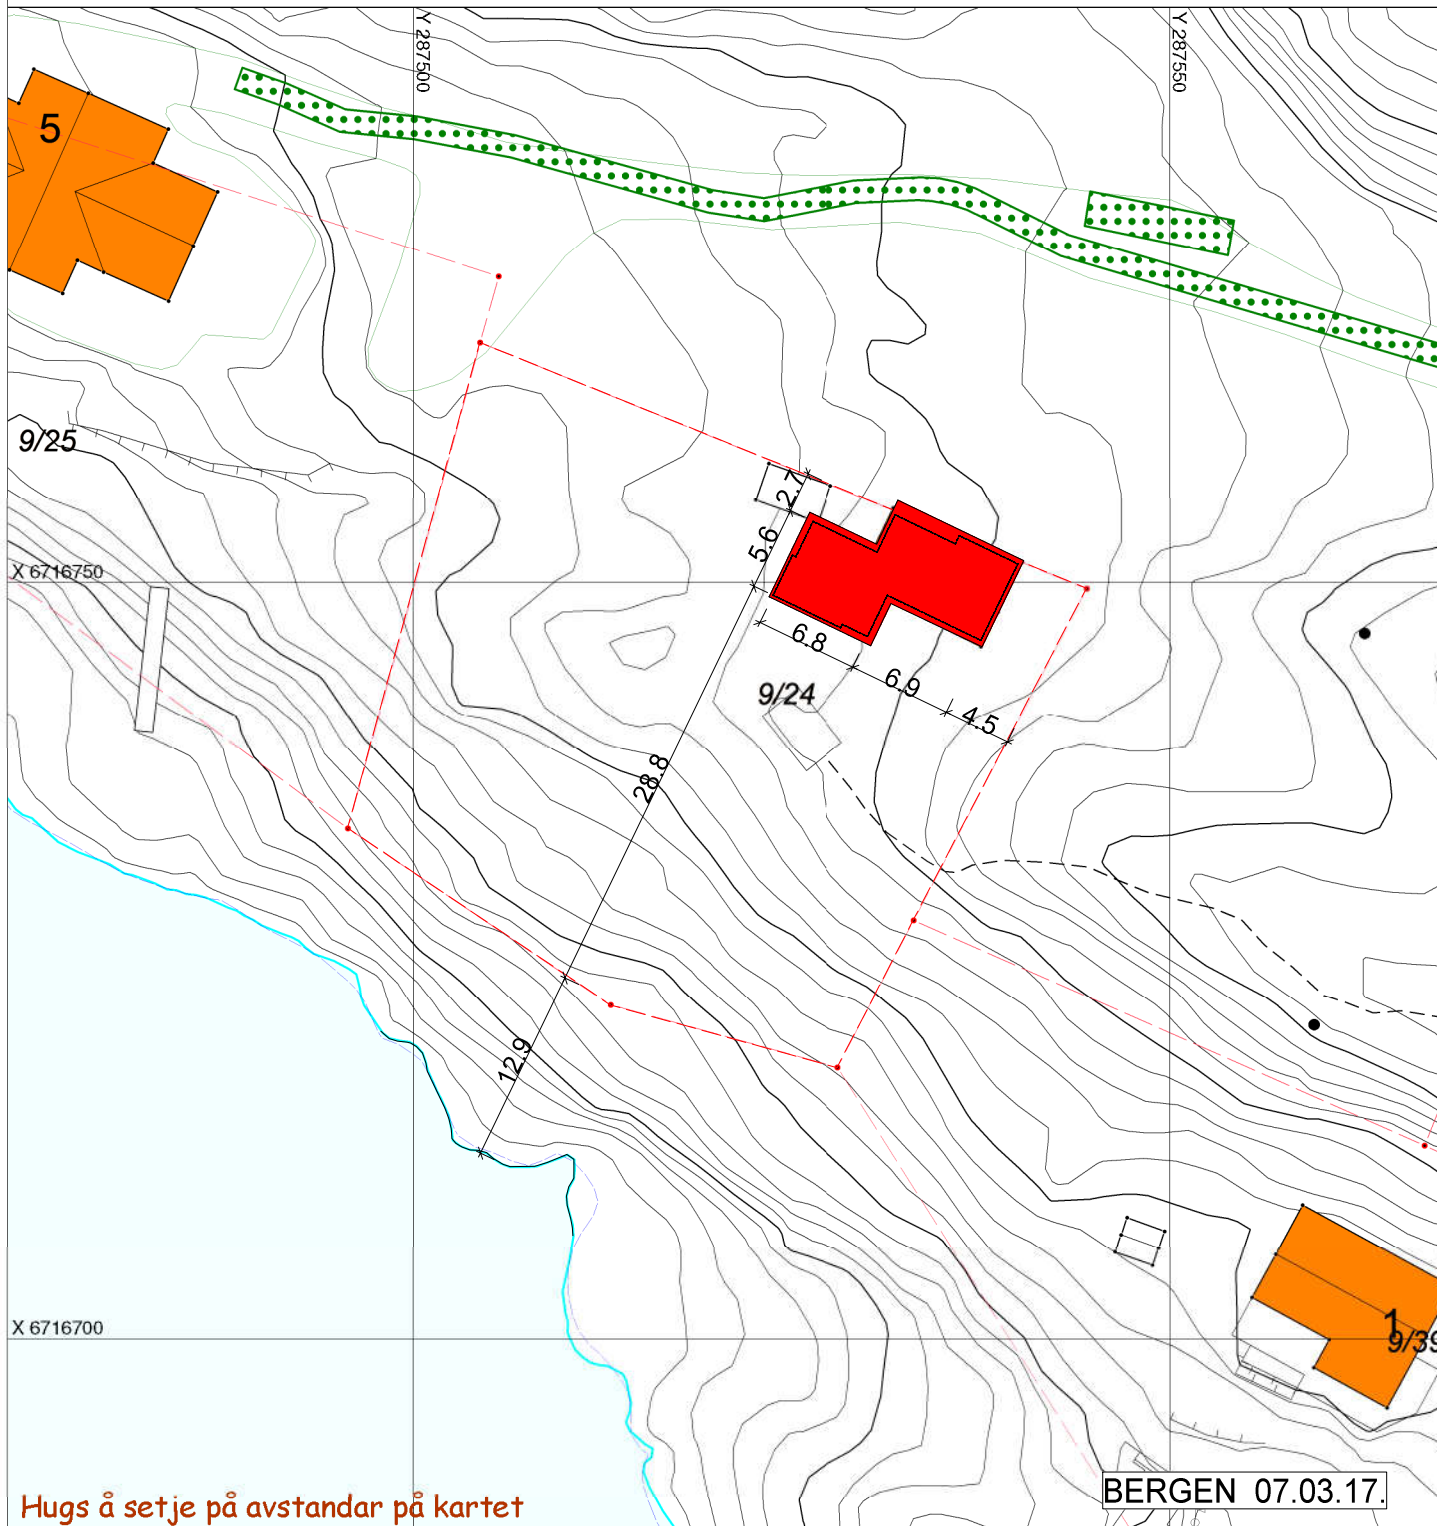 Y 287500
Y 287550
5
9/25
2.7
5.6
X 6716750
6.8
6.9
4.5
9/24
28.8
12.9
X 6716700
1
9/39
BERGEN 07.03.17.
Hugs å setje på avstandar på kartet